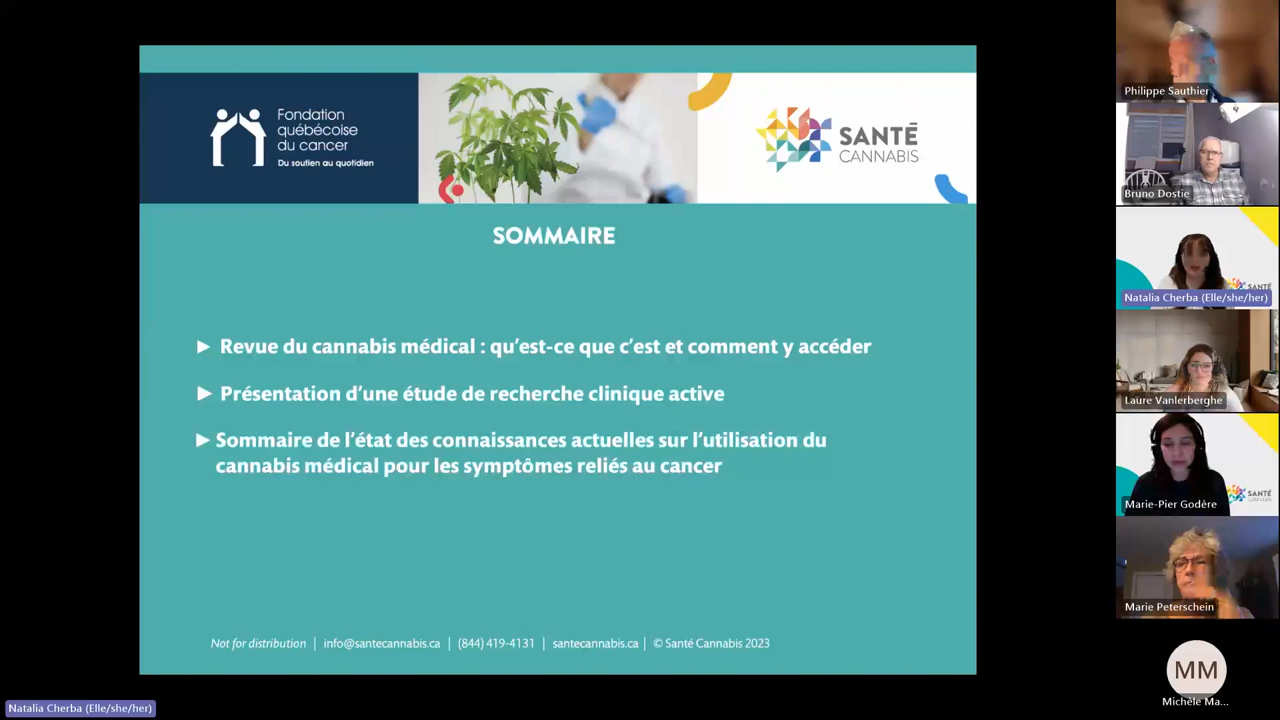 Fondation
québécoise
du cancer
Du soutien au quotidien
SANTÉ
CANNABIS
SOMMAIRE
► Revue du cannabis médical : qu’est-ce que c’est et comment y accéder
► Présentation d’une étude de recherche clinique active
► Sommaire de l’état des connaissances actuelles sur l’utilisation du
cannabis médical pour les symptômes reliés au cancer
Not for distribution | info@santecannabis.ca | (844) 419-4131 | santecannabis.ca | © Santé Cannabis 2023
Natalia Cherba (Elle/she/her)
Philippe Sauthier
Bruno Dostie
SANTÉ
Natalia Cherba (Elle/she/her)
Laure Vanlerberghe
SANTÉ
CANNABIS
Marie-Pier Godère
Marie Peterschein
MM
Michèle Ma...